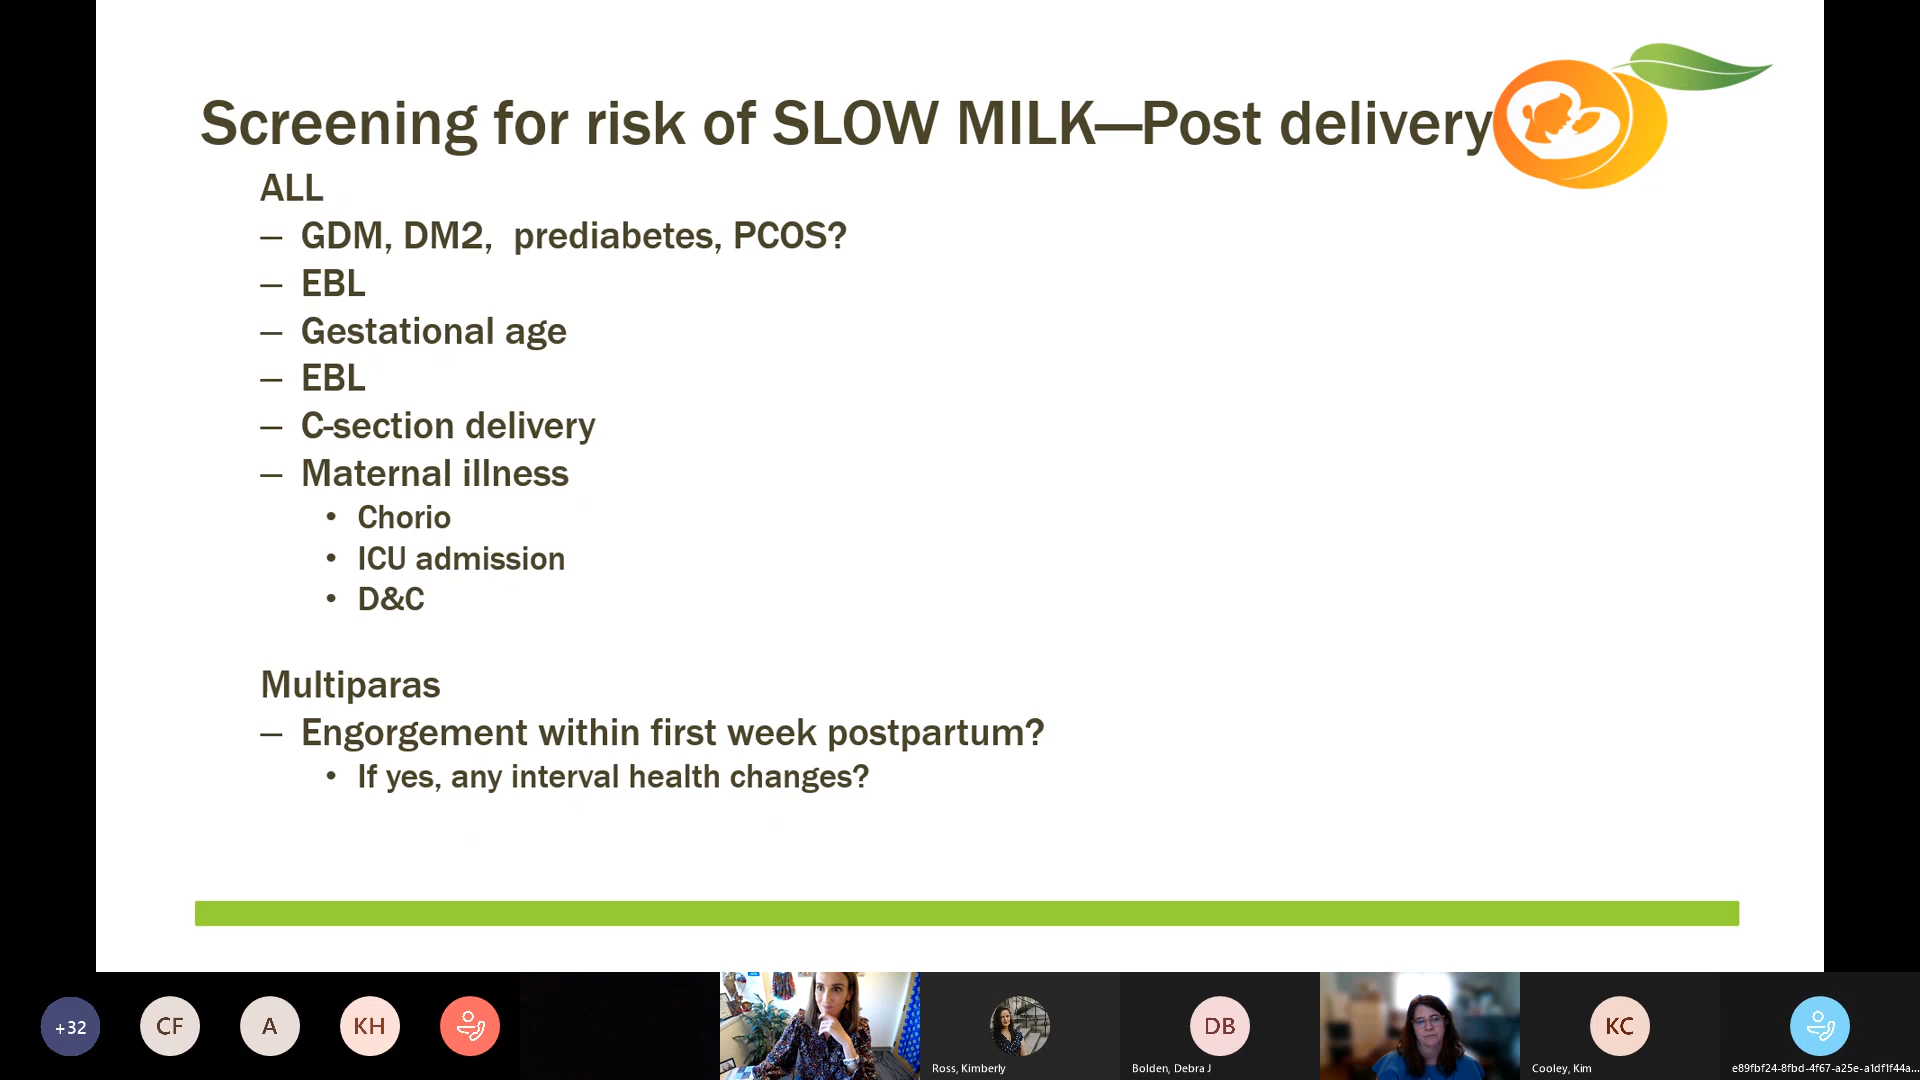 Screening for risk of SLOW MILK—Post delivery
ALL
– GDM, DM2, prediabetes, PCOS?
– EBL
– Gestational age
– EBL
– C-section delivery
– Maternal illness
• Chorio
• ICU admission
• D&C
Multiparas
– Engorgement within first week postpartum?
• If yes, any interval health changes?
+32
CF
A
KH
Ross, Kimberly
DB
Bolden, Debra J
KC
Cooley, Kim
e89fbf24-8fbd-4f67-a25e-a1df1f44a...